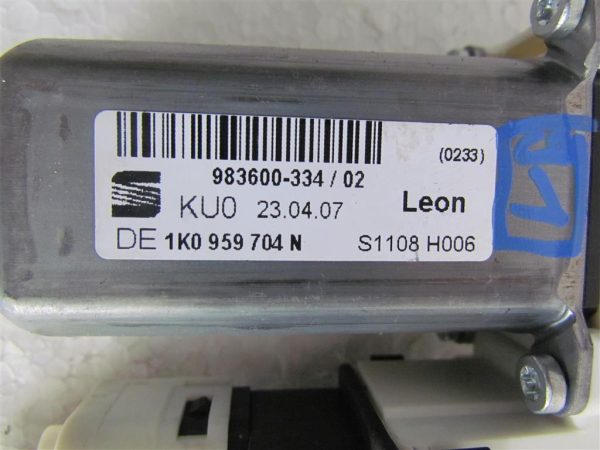 (0233)
983600-334 / 02
KU0 23.04.07 Leon
DE 1K0 959 704 N S1108 H006